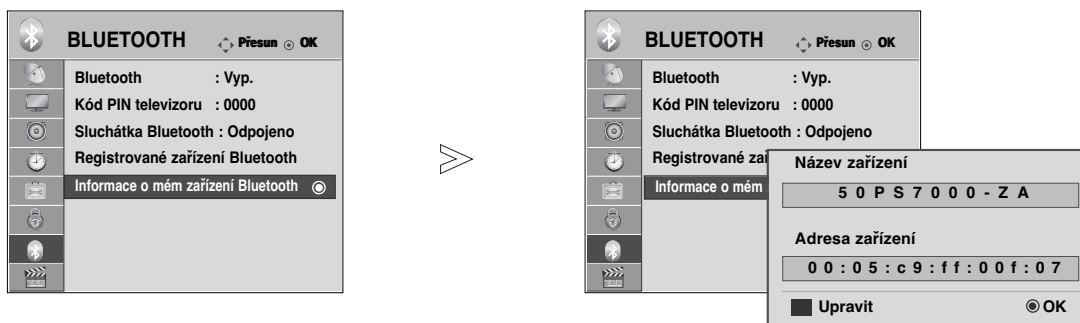 BLUETOOTH Přesun OK
Bluetooth : Vyp.
Kód PIN televizoru : 0000
Sluchátka Bluetooth : Odpojeno
Registrované zařízení Bluetooth
Informace o mém zařízení Bluetooth
BLUETOOTH Přesun OK
Bluetooth : Vyp.
Kód PIN televizoru : 0000
Sluchátka Bluetooth : Odpojeno
Registrované zař
Informace o mém
Název zařízení
50PS7000-ZA
Adresa zařízení
00:05:c9:ff:00f:07
Upravit OK